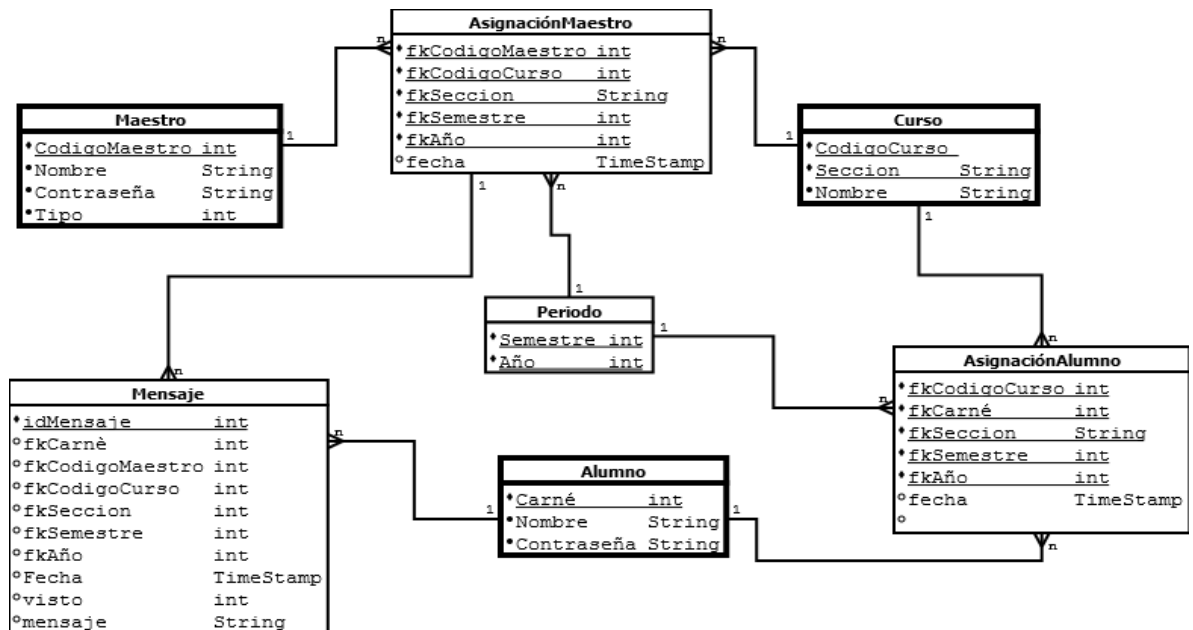 AsignaciónMaestro
fkCodigoMaestro int
fkCodigoCurso int
fkSeccion String
fkSemestre int
fkAño int
fecha TimeStamp
n
n
n
1
Maestro
CodigoMaestro int
Nombre String
Contraseña String
Tipo int
1
Curso
CodigoCurso
Seccion String
Nombre String
1
1
Periodo
Semestre int
Año int
1
1
AsignaciónAlumno
fkCodigoCurso int
fkCarné int
fkSeccion String
fkSemestre int
fkAño int
fecha TimeStamp
n
n
n
Mensaje
idMensaje int
fkCarnè int
fkCodigoMaestro int
fkCodigoCurso int
fkSeccion int
fkSemestre int
fkAño int
Fecha TimeStamp
visto int
mensaje String
n
n
Alumno
Carné int
Nombre String
Contraseña String
1
1